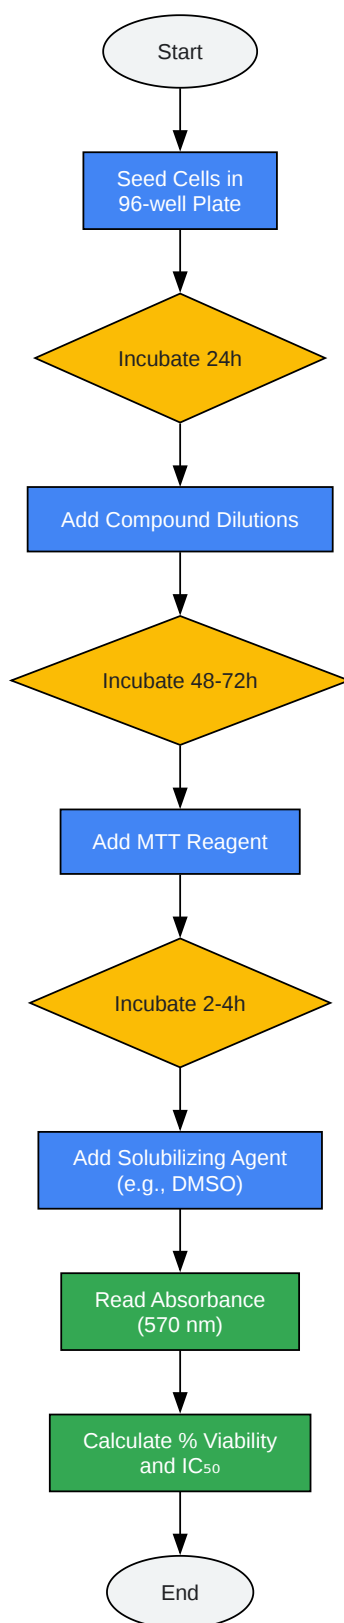 Start
Seed Cells in
96-well Plate
Incubate 24h
Add Compound Dilutions
Incubate 48-72h
Add MTT Reagent
Incubate 2-4h
Add Solubilizing Agent
(e.g., DMSO)
Read Absorbance
(570 nm)
Calculate % Viability
and IC₅₀
End